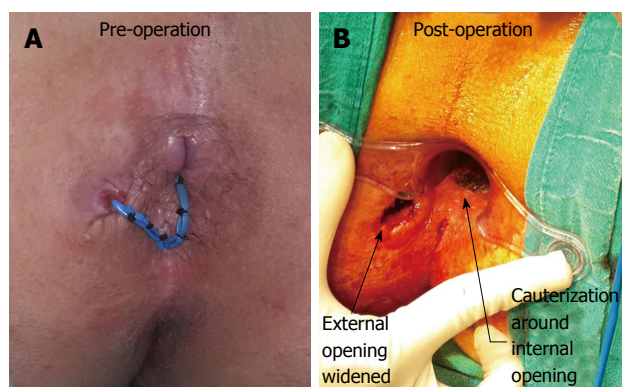 A
Pre-operation
B
Post-operation
External
opening
widened
Cauterization
around
internal
opening